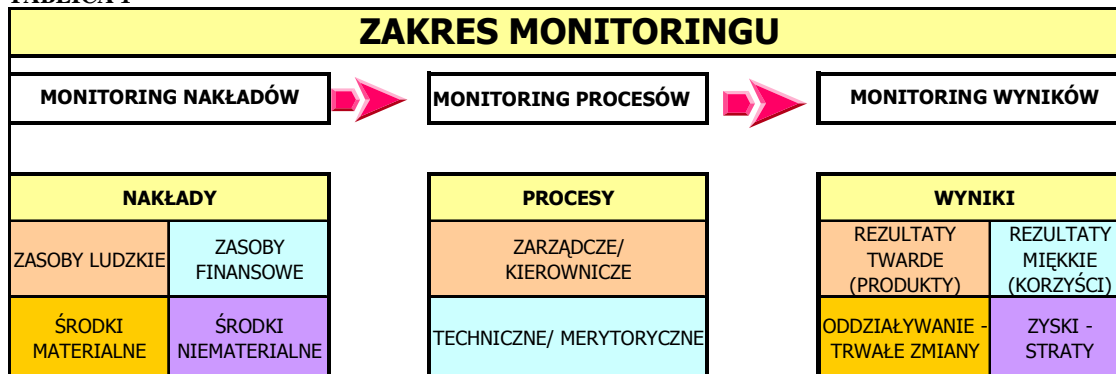 TABLICA 1
ZAKRES MONITORINGU
MONITORING NAKŁADÓW
MONITORING PROCESÓW
MONITORING WYNIKÓW
NAKŁADY
ZASOBY LUDZKIE
ZASOBY
FINANSOWE
ŚRODKI
MATERIALNE
ŚRODKI
NIEMATERIALNE
PROCESY
ZARZĄDCZE/
KIEROWNICZE
TECHNICZNE/ MERYTORYCZNE
WYNIKI
REZULTATY
TWARDE
(PRODUKTY)
REZULTATY
MIĘKKIE
(KORZYŚCI)
ODDZIAŁYWANIE -
TRWAŁE ZMIANY
ZYSKI -
STRATY